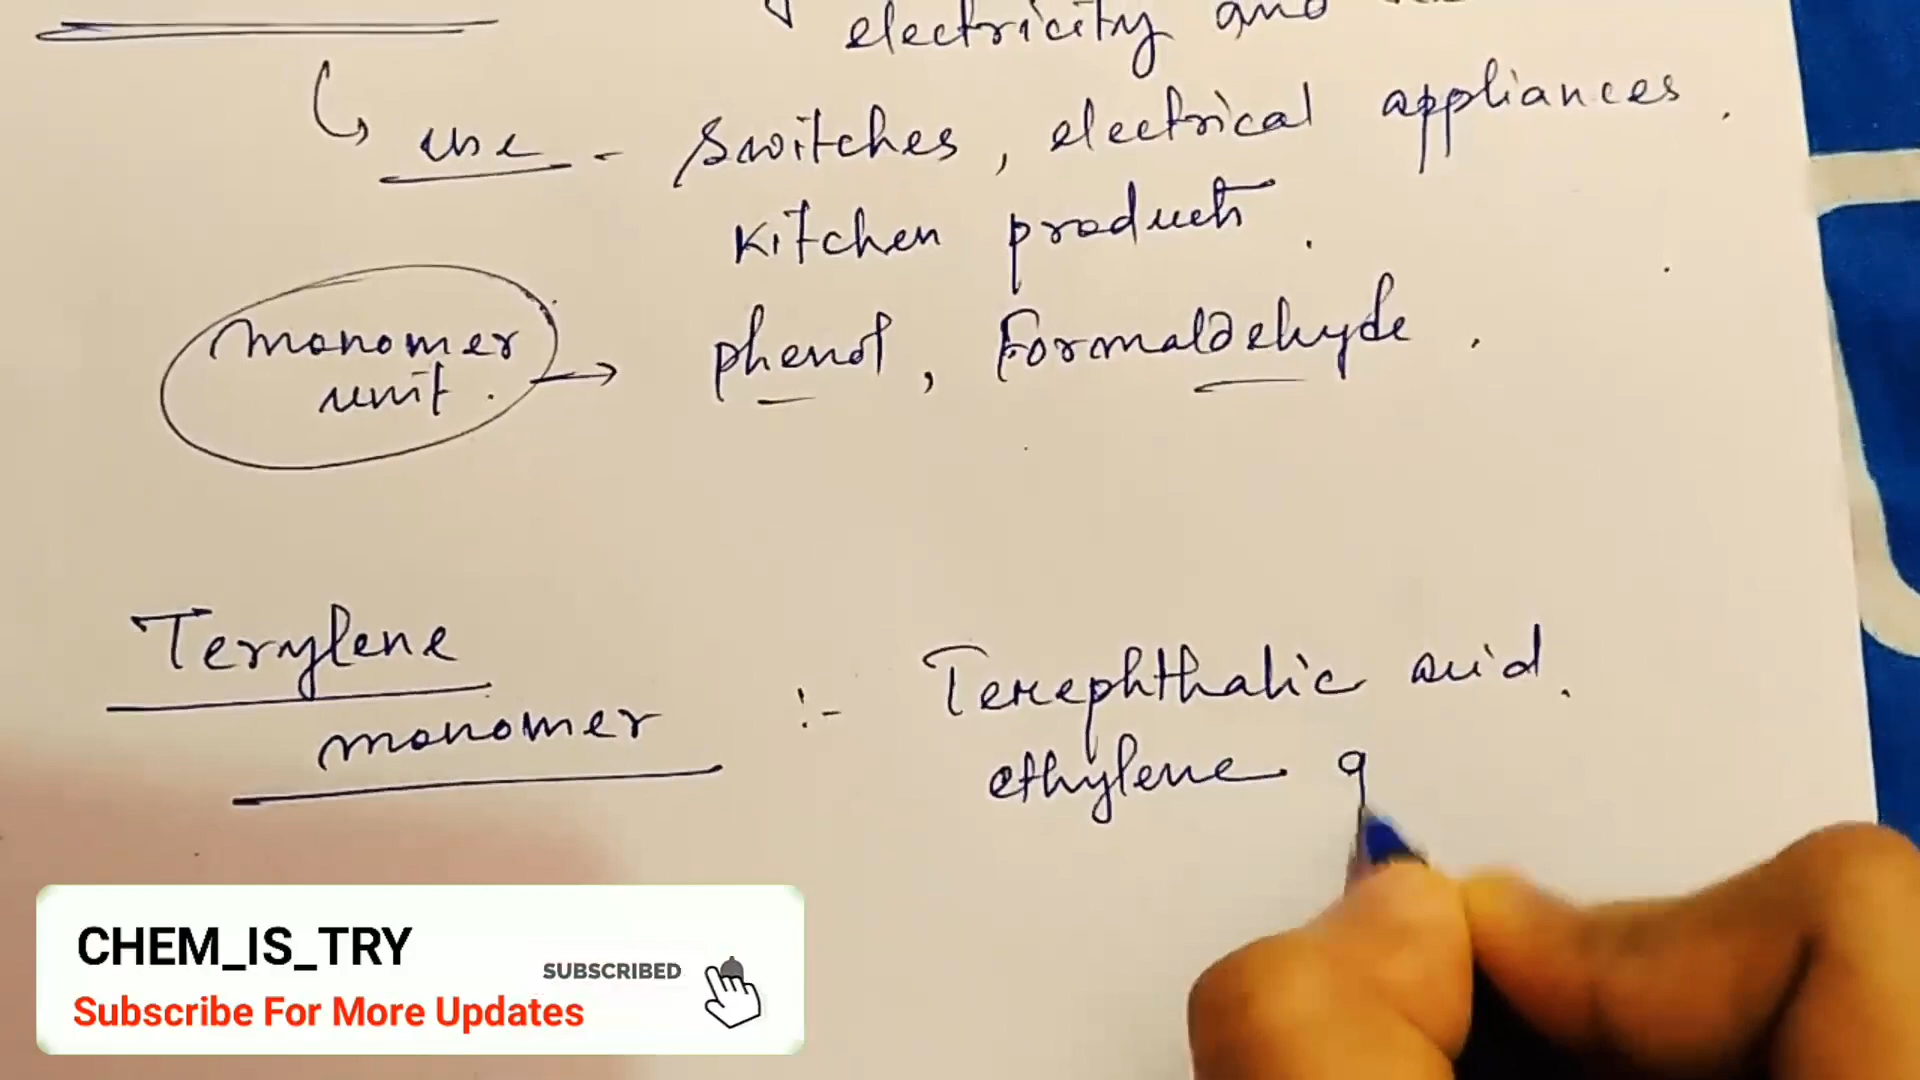 electricity and
use - switches, electrical appliances.
kitchen products.
monomer unit. → phenol, Formaldehyde.
Terylene
monomer :- Terephthalic acid.
ethylene g
CHEM_IS_TRY
SUBSCRIBED
Subscribe For More Updates